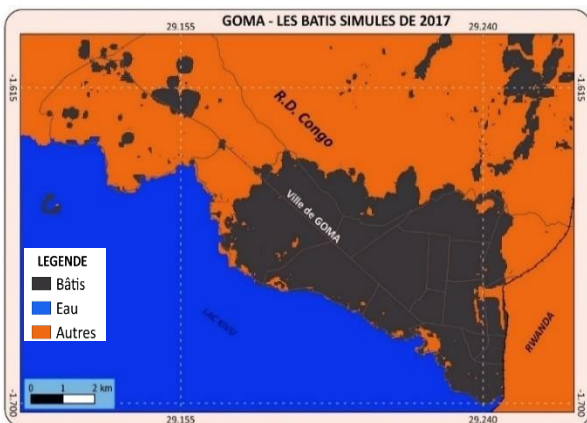 GOMA - LES BATIS SIMULES DE 2017
29.155
29.240
-1.615
-1.615
R.D. Congo
Ville de GOMA
LEGENDE
Bâtis
Eau
Autres
LAC KIVU
RWANDA
0 1 2 km
-1.700
-1.700
29.155
29.240